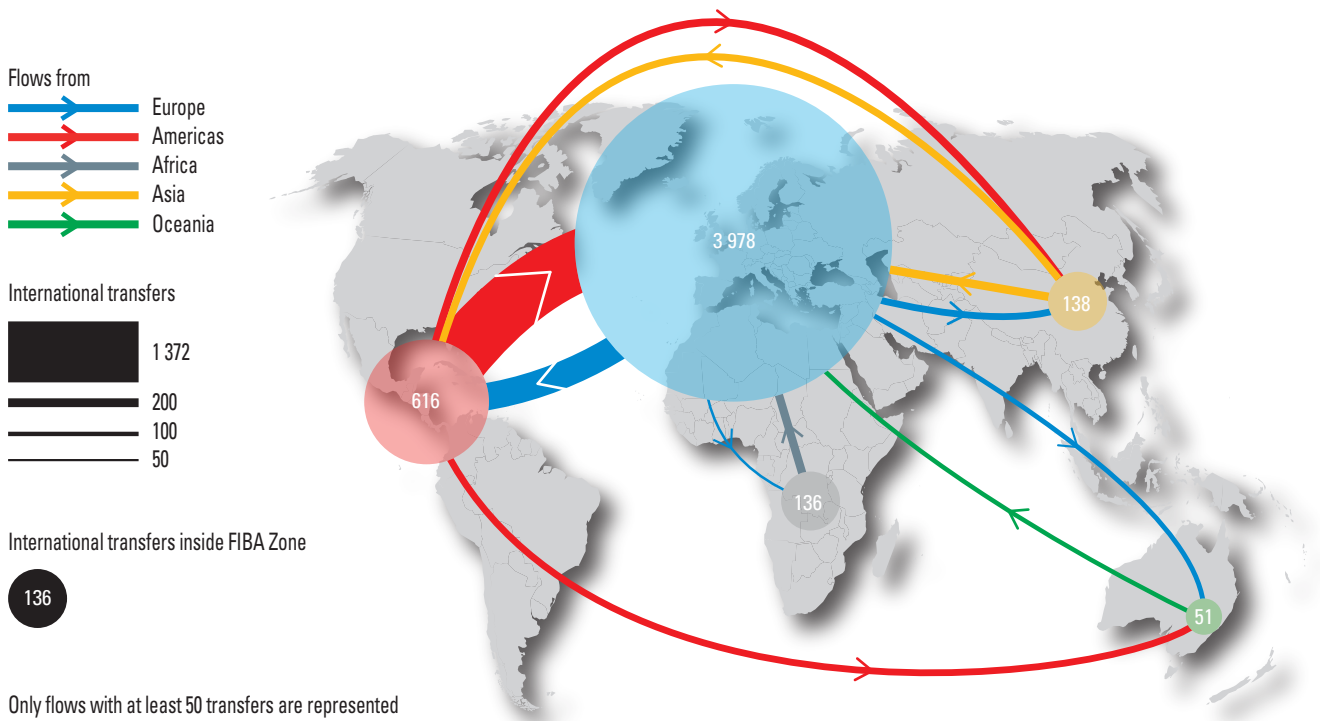 Flows from
Europe
Americas
Africa
Asia
Oceania
International transfers
1 372
200
100
50
International transfers inside FIBA Zone
136
Only flows with at least 50 transfers are represented
3 978
138
616
136
51